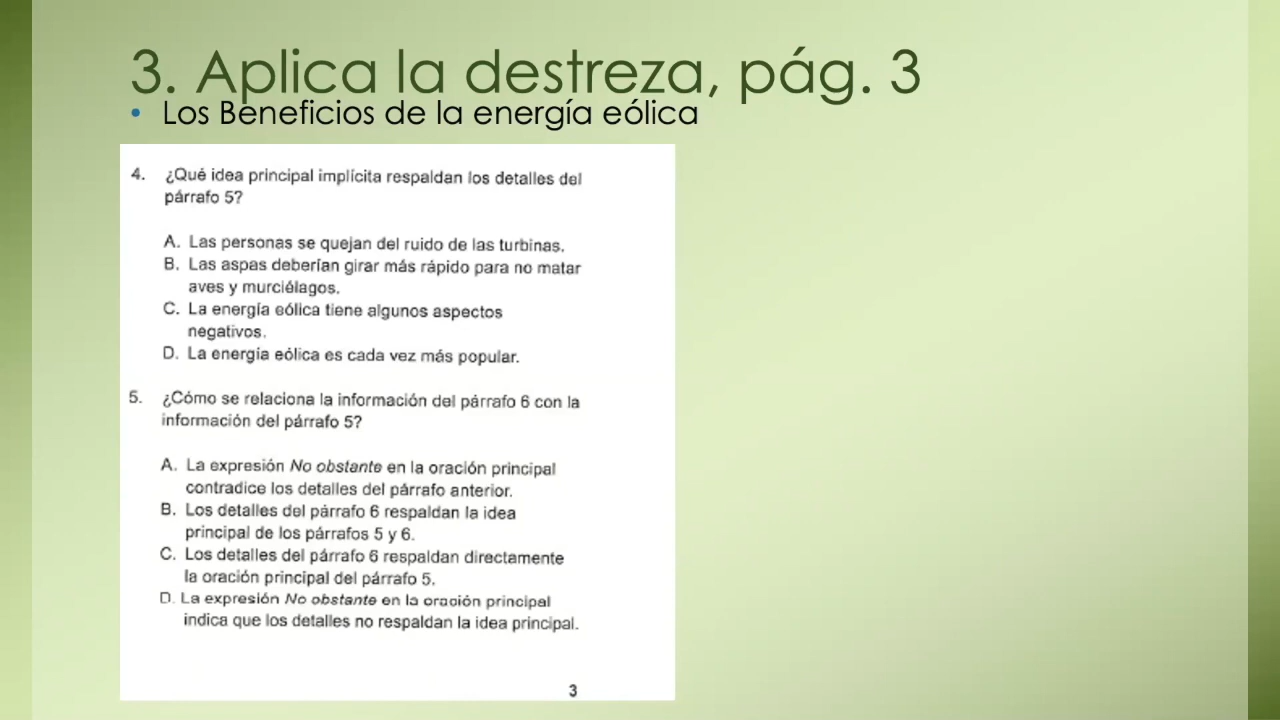 3. Aplica la destreza, pág. 3
• Los Beneficios de la energía eólica
4. ¿Qué idea principal implícita respaldan los detalles del
párrafo 5?
A. Las personas se quejan del ruido de las turbinas.
B. Las aspas deberían girar más rápido para no matar
aves y murciélagos.
C. La energía eólica tiene algunos aspectos
negativos.
D. La energía eólica es cada vez más popular.
5. ¿Cómo se relaciona la información del párrafo 6 con la
información del párrafo 5?
A. La expresión No obstante en la oración principal
contradice los detalles del párrafo anterior.
B. Los detalles del párrafo 6 respaldan la idea
principal de los párrafos 5 y 6.
C. Los detalles del párrafo 6 respaldan directamente
la oración principal del párrafo 5.
D. La expresión No obstante en la oración principal
indica que los detalles no respaldan la idea principal.
3